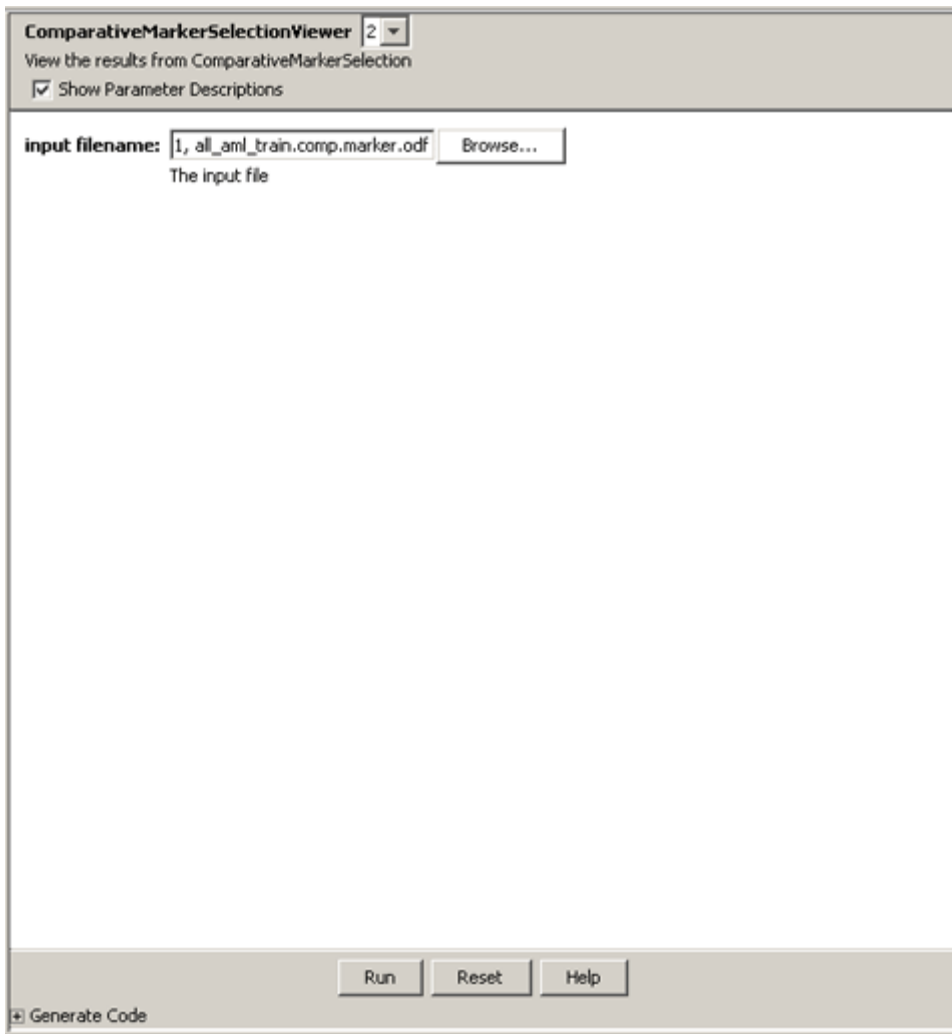 ComparativeMarkerSelectionViewer 2
View the results from ComparativeMarkerSelection
Show Parameter Descriptions
input filename: 1, all_aml_train.comp.marker.odf Browse...
The input file
Run Reset Help
Generate Code